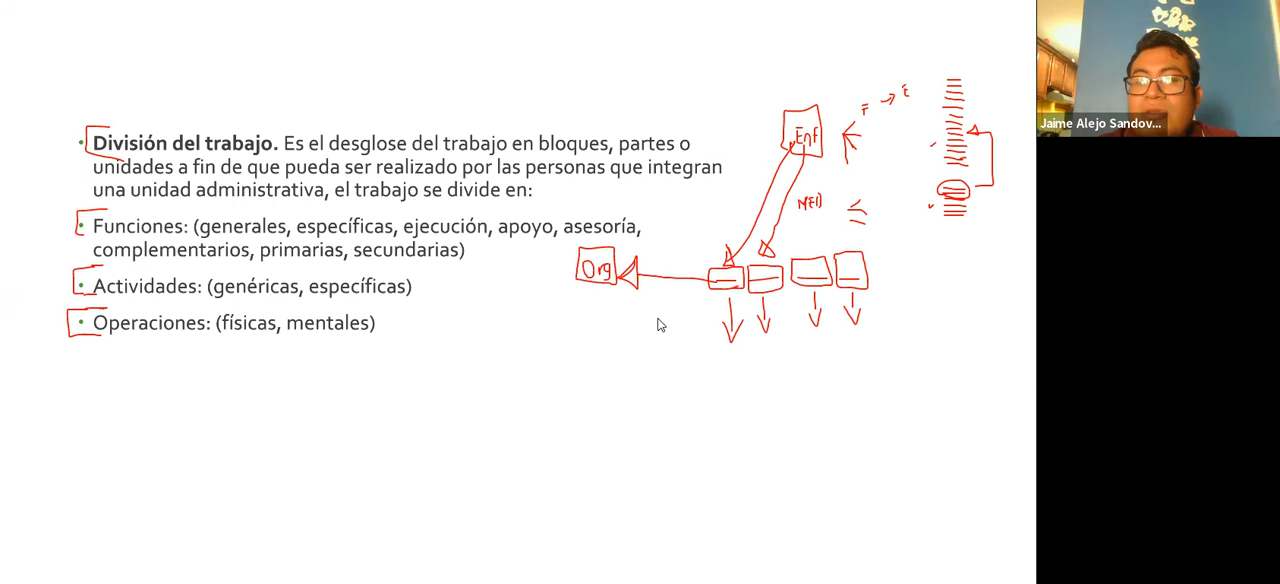 • División del trabajo. Es el desglose del trabajo en bloques, partes o
unidades a fin de que pueda ser realizado por las personas que integran
una unidad administrativa, el trabajo se divide en:
• Funciones: (generales, específicas, ejecución, apoyo, asesoría,
complementarios, primarias, secundarias)
• Actividades: (genéricas, específicas)
• Operaciones: (físicas, mentales)
F → E
Enf
MED
Org
Jaime Alejo Sandov...